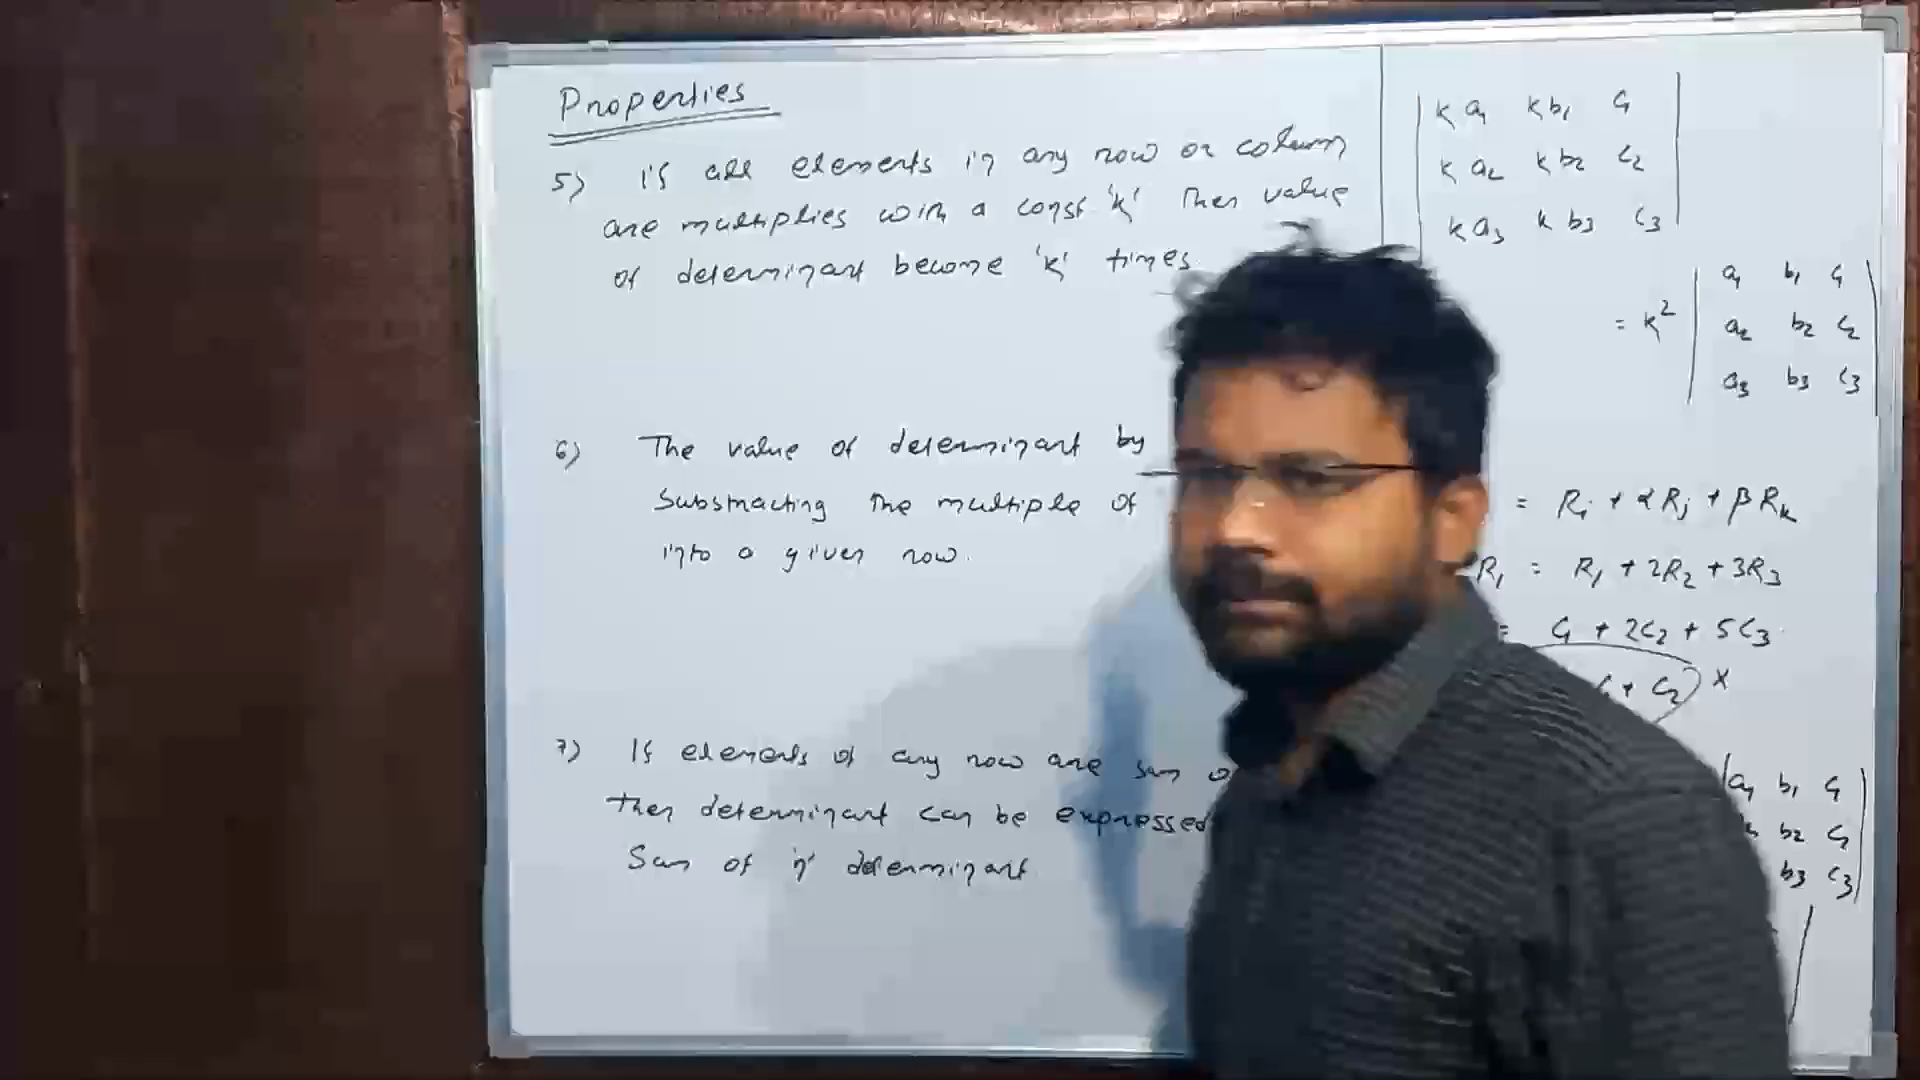 Properties
5) If all elements in any row or column
are multiplies with a const 'k' Then value
of determinant become 'k' times
6) The value of determinant by
Substracting The multiple of
into a given row.
7) If elements of any row are sum
then determinant can be expressed
Sum of 'n' determinant
k a₁ k b₁ c₁
k a₂ k b₂ c₂
k a₃ k b₃ c₃
= k² | a₁ b₁ c₁ |
a₂ b₂ c₂
a₃ b₃ c₃
= Rᵢ + αRⱼ + βRₖ
R₁ = R₁ + 2R₂ + 3R₃
= C₁ + 2C₂ + 5C₃
+ C₂ x
a₁ b₁ c₁
b₂ c₂
b₃ c₃